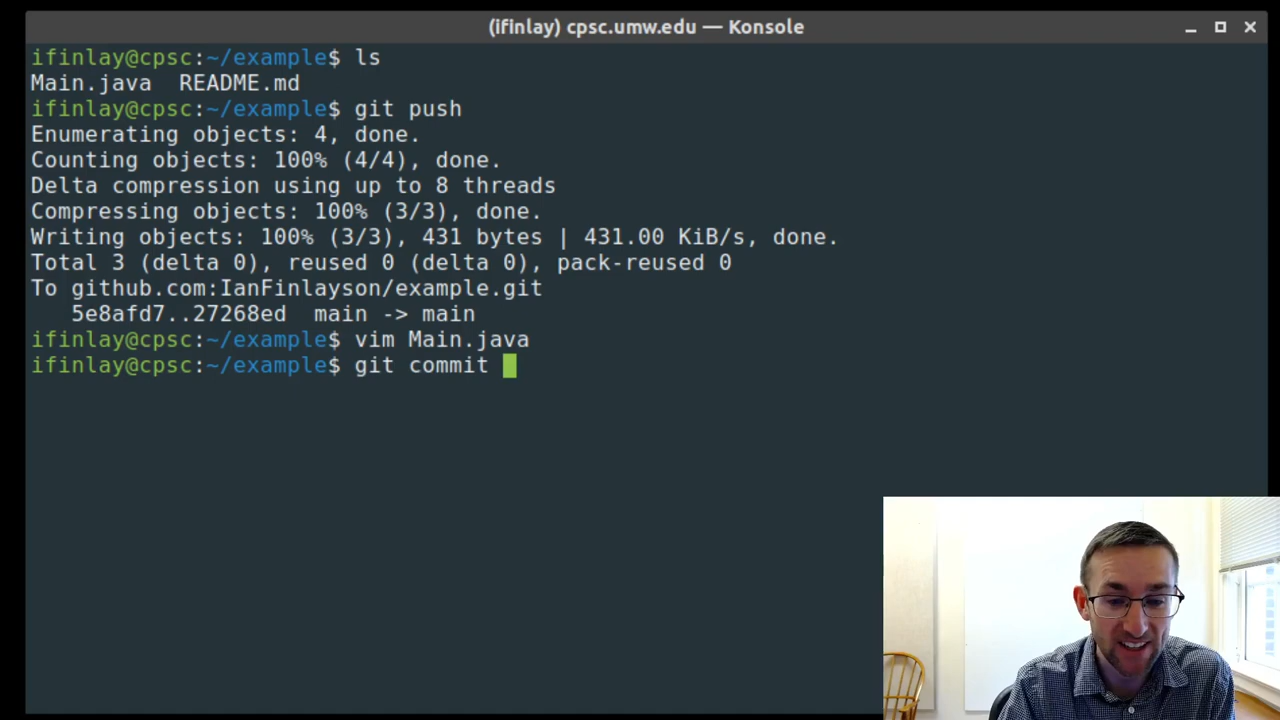 (ifinlay) cpsc.umw.edu — Konsole
ifinlay@cpsc:~/example$ ls
Main.java  README.md
ifinlay@cpsc:~/example$ git push
Enumerating objects: 4, done.
Counting objects: 100% (4/4), done.
Delta compression using up to 8 threads
Compressing objects: 100% (3/3), done.
Writing objects: 100% (3/3), 431 bytes | 431.00 KiB/s, done.
Total 3 (delta 0), reused 0 (delta 0), pack-reused 0
To github.com:IanFinlayson/example.git
   5e8afd7..27268ed  main -> main
ifinlay@cpsc:~/example$ vim Main.java
ifinlay@cpsc:~/example$ git commit